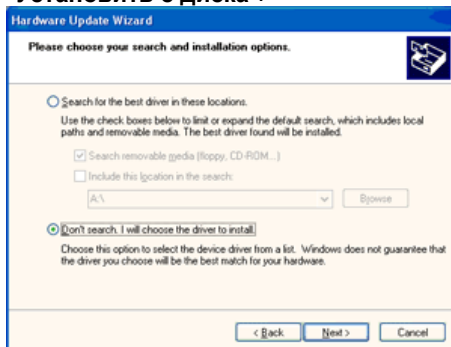 установить с диска".
Hardware Update Wizard
Please choose your search and installation options.
Search for the best driver in these locations.
Use the check boxes below to limit or expand the default search, which includes local
paths and removable media. The best driver found will be installed.
Search removable media (floppy, CD-ROM...)
Include this location in the search:
A:\
Browse
Don't search. I will choose the driver to install.
Choose this option to select the device driver from a list. Windows does not guarantee that
the driver you choose will be the best match for your hardware.
< Back Next > Cancel